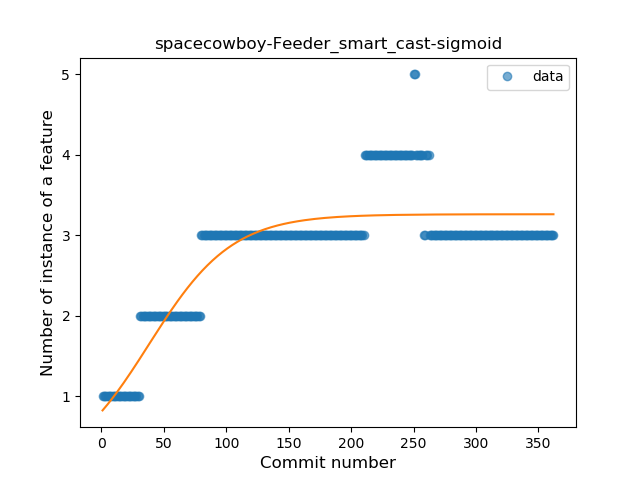 spacecowboy-Feeder_smart_cast-sigmoid
data
Number of instance of a feature
5
4
3
2
1
0 50 100 150 200 250 300 350
Commit number